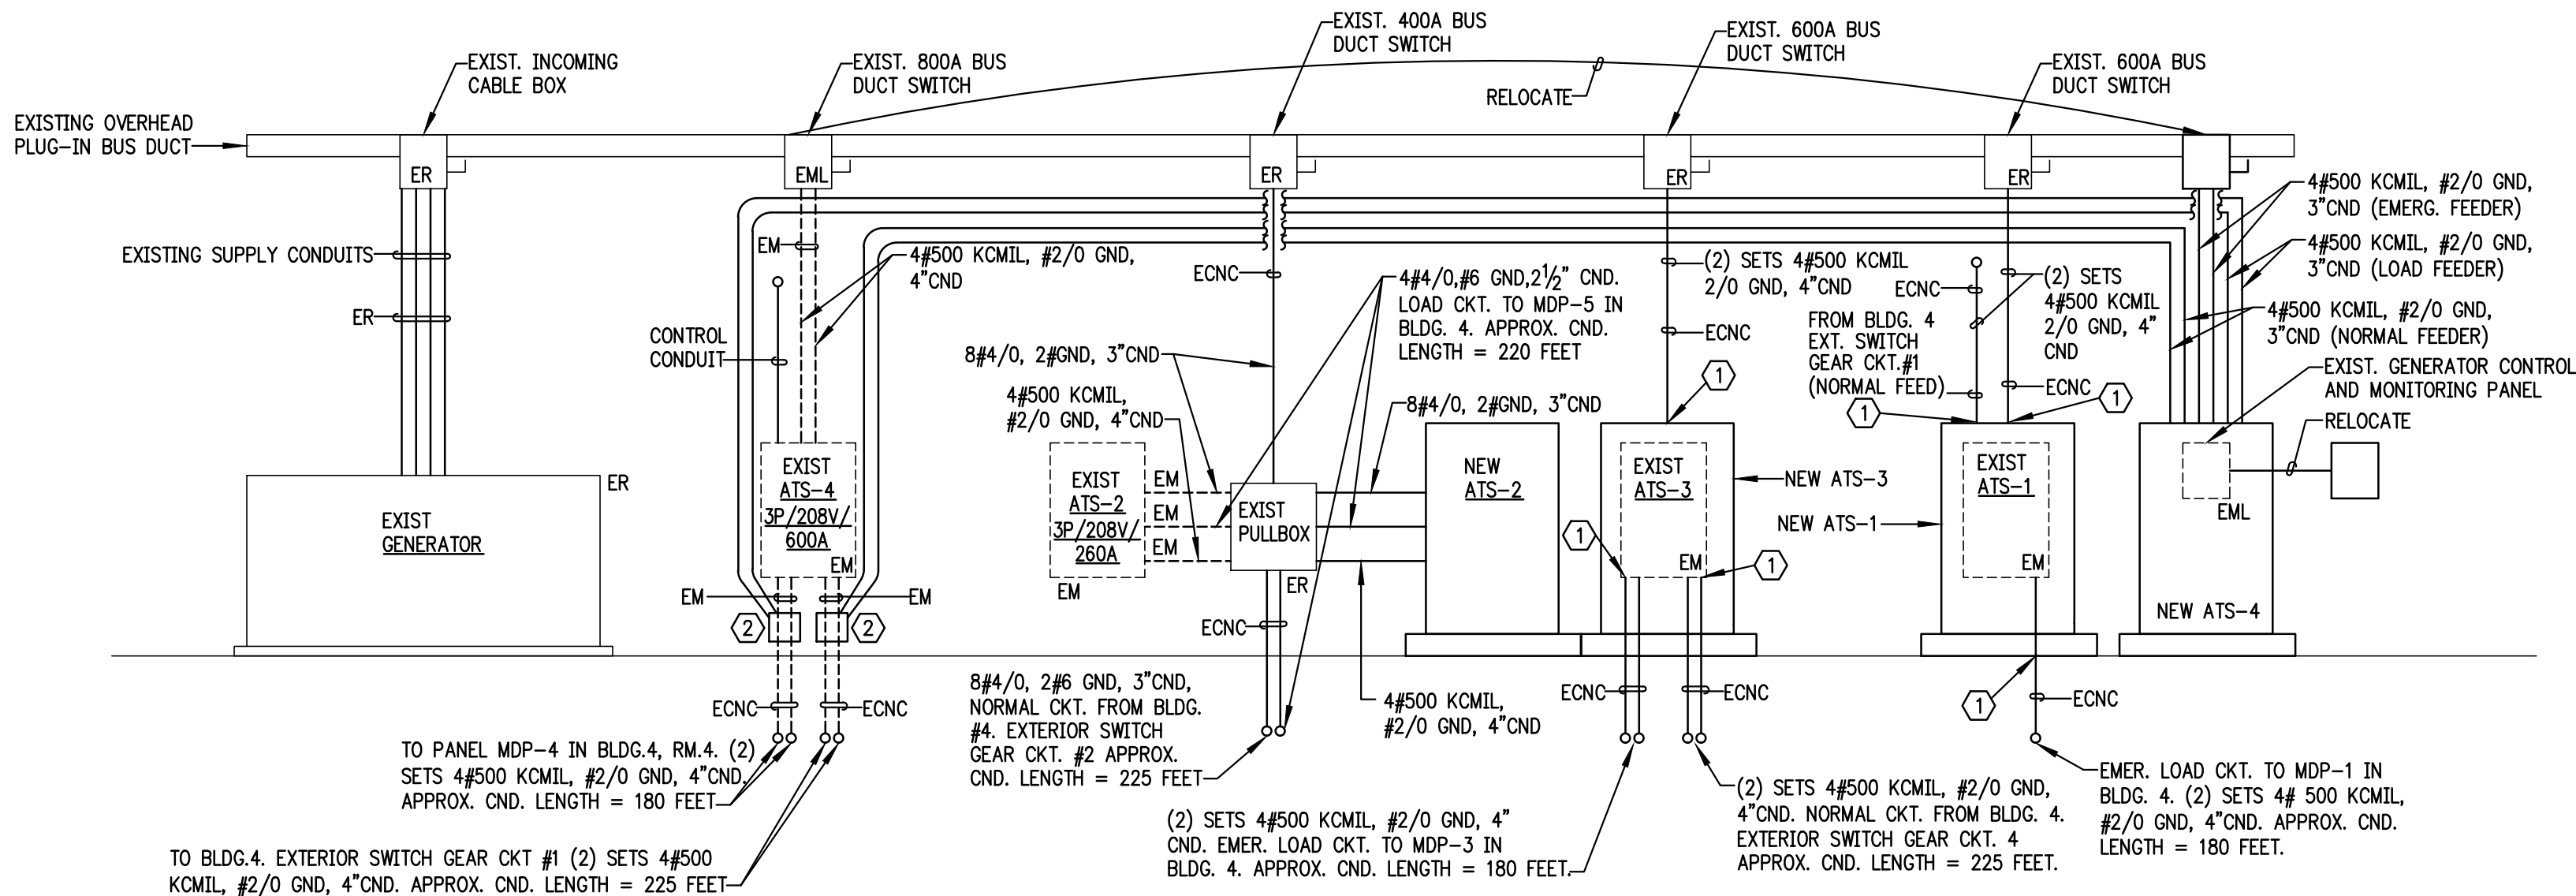 EXIST. INCOMING
CABLE BOX
EXIST. 800A BUS
DUCT SWITCH
EXIST. 400A BUS
DUCT SWITCH
EXIST. 600A BUS
DUCT SWITCH
EXIST. 600A BUS
DUCT SWITCH
RELOCATE
EXISTING OVERHEAD
PLUG-IN BUS DUCT
ER
EML
ER
ER
ER
4#500 KCMIL, #2/0 GND,
3"CND (EMERG. FEEDER)
4#500 KCMIL, #2/0 GND,
3"CND (LOAD FEEDER)
4#500 KCMIL, #2/0 GND,
3"CND (NORMAL FEEDER)
EXIST. GENERATOR CONTROL
AND MONITORING PANEL
RELOCATE
EXISTING SUPPLY CONDUITS
ER
EM
4#500 KCMIL, #2/0 GND,
4"CND
CONTROL
CONDUIT
ECNC
4#4/0,#6 GND,2½" CND.
LOAD CKT. TO MDP-5 IN
BLDG. 4. APPROX. CND.
LENGTH = 220 FEET
8#4/0, 2#GND, 3"CND
4#500 KCMIL,
#2/0 GND, 4"CND
8#4/0, 2#GND, 3"CND
(2) SETS 4#500 KCMIL
2/0 GND, 4"CND
ECNC
1
ECNC
FROM BLDG. 4
EXT. SWITCH
GEAR CKT.#1
(NORMAL FEED)
1
(2) SETS
4#500 KCMIL
2/0 GND, 4"
CND
ECNC
1
EXIST
GENERATOR
ER
EXIST
ATS-4
3P/208V/
600A
EM
EM
EM
2
2
EXIST
ATS-2
3P/208V/
260A
EM
EM
EM
EM
EXIST
PULLBOX
ER
NEW
ATS-2
EXIST
ATS-3
EM
NEW ATS-3
1
1
EXIST
ATS-1
EM
NEW ATS-1
EML
NEW ATS-4
ECNC
ECNC
ECNC
ECNC
ECNC
1
ECNC
TO PANEL MDP-4 IN BLDG.4, RM.4. (2)
SETS 4#500 KCMIL, #2/0 GND, 4"CND.
APPROX. CND. LENGTH = 180 FEET
TO BLDG.4. EXTERIOR SWITCH GEAR CKT #1 (2) SETS 4#500
KCMIL, #2/0 GND, 4"CND. APPROX. CND. LENGTH = 225 FEET
8#4/0, 2#6 GND, 3"CND,
NORMAL CKT. FROM BLDG.
#4. EXTERIOR SWITCH
GEAR CKT. #2 APPROX.
CND. LENGTH = 225 FEET
4#500 KCMIL,
#2/0 GND, 4"CND
(2) SETS 4#500 KCMIL, #2/0 GND, 4"
CND. EMER. LOAD CKT. TO MDP-3 IN
BLDG. 4. APPROX. CND. LENGTH = 180 FEET.
(2) SETS 4#500 KCMIL, #2/0 GND,
4"CND. NORMAL CKT. FROM BLDG. 4.
EXTERIOR SWITCH GEAR CKT. 4
APPROX. CND. LENGTH = 225 FEET.
EMER. LOAD CKT. TO MDP-1 IN
BLDG. 4. (2) SETS 4# 500 KCMIL,
#2/0 GND, 4"CND. APPROX. CND.
LENGTH = 180 FEET.